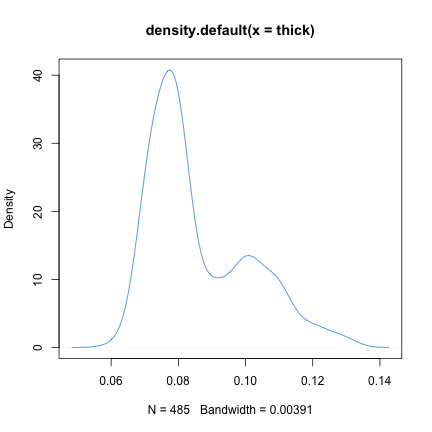 density.default(x = thick)
Density
40
30
20
10
0
0.06 0.08 0.10 0.12 0.14
N = 485 Bandwidth = 0.00391